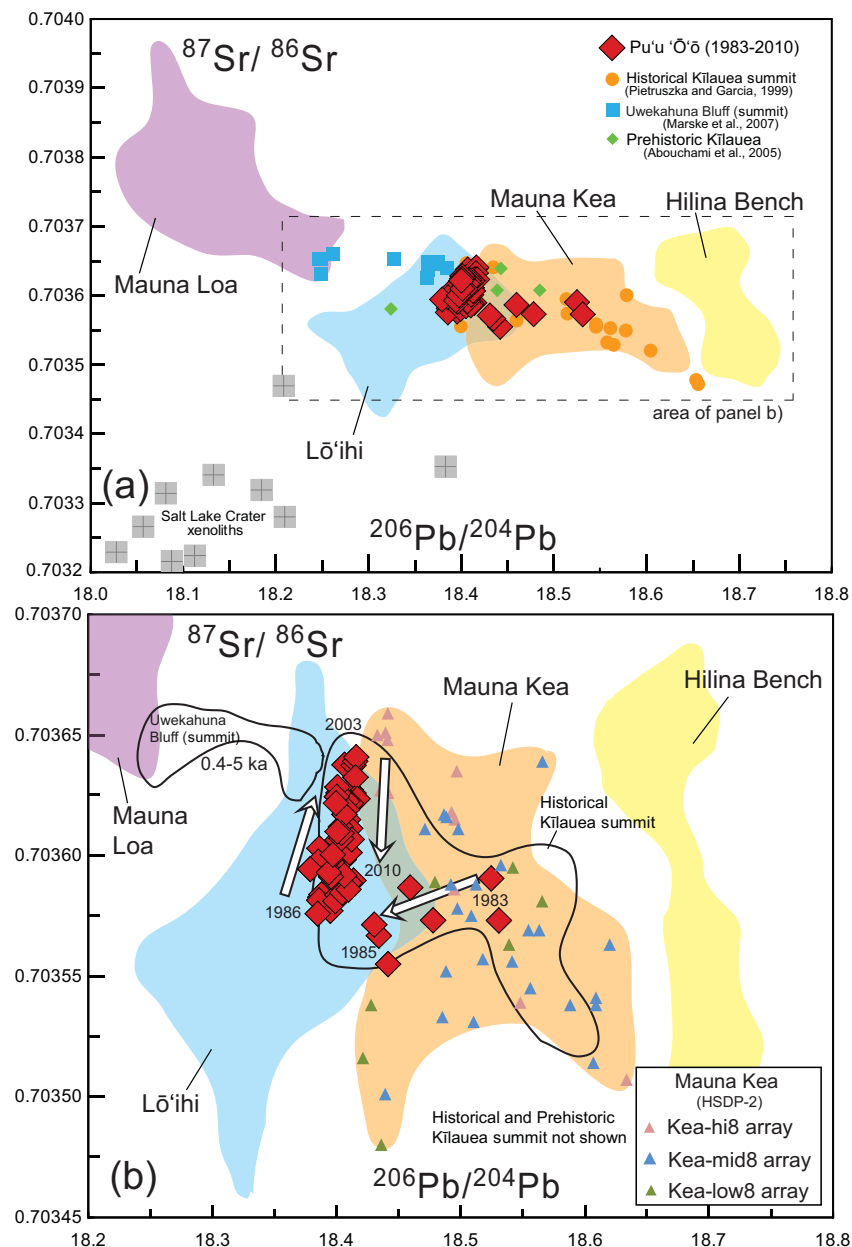 0.7040
0.7039
0.7038
0.7037
0.7036
0.7035
0.7034
0.7033
0.7032
87Sr/ 86Sr
Pu‘u ‘Ō‘ō (1983-2010)
Historical Kīlauea summit
(Pietruszka and Garcia, 1999)
Uwekahuna Bluff (summit)
(Marske et al., 2007)
Prehistoric Kīlauea
(Abouchami et al., 2005)
Mauna Loa
Mauna Kea
Hilina Bench
Lō‘ihi
area of panel b)
(a)
Salt Lake Crater
xenoliths
206Pb/204Pb
18.0 18.1 18.2 18.3 18.4 18.5 18.6 18.7 18.8
0.70370
0.70365
0.70360
0.70355
0.70350
0.70345
87Sr/ 86Sr
Mauna Kea
Hilina Bench
Uwekahuna
Bluff (summit)
0.4-5 ka
2003
Mauna
Loa
Historical
Kīlauea summit
2010
1986
1983
1985
Lō‘ihi
Historical and Prehistoric
Kīlauea summit not shown
Mauna Kea
(HSDP-2)
Kea-hi8 array
Kea-mid8 array
Kea-low8 array
(b)
206Pb/204Pb
18.2 18.3 18.4 18.5 18.6 18.7 18.8